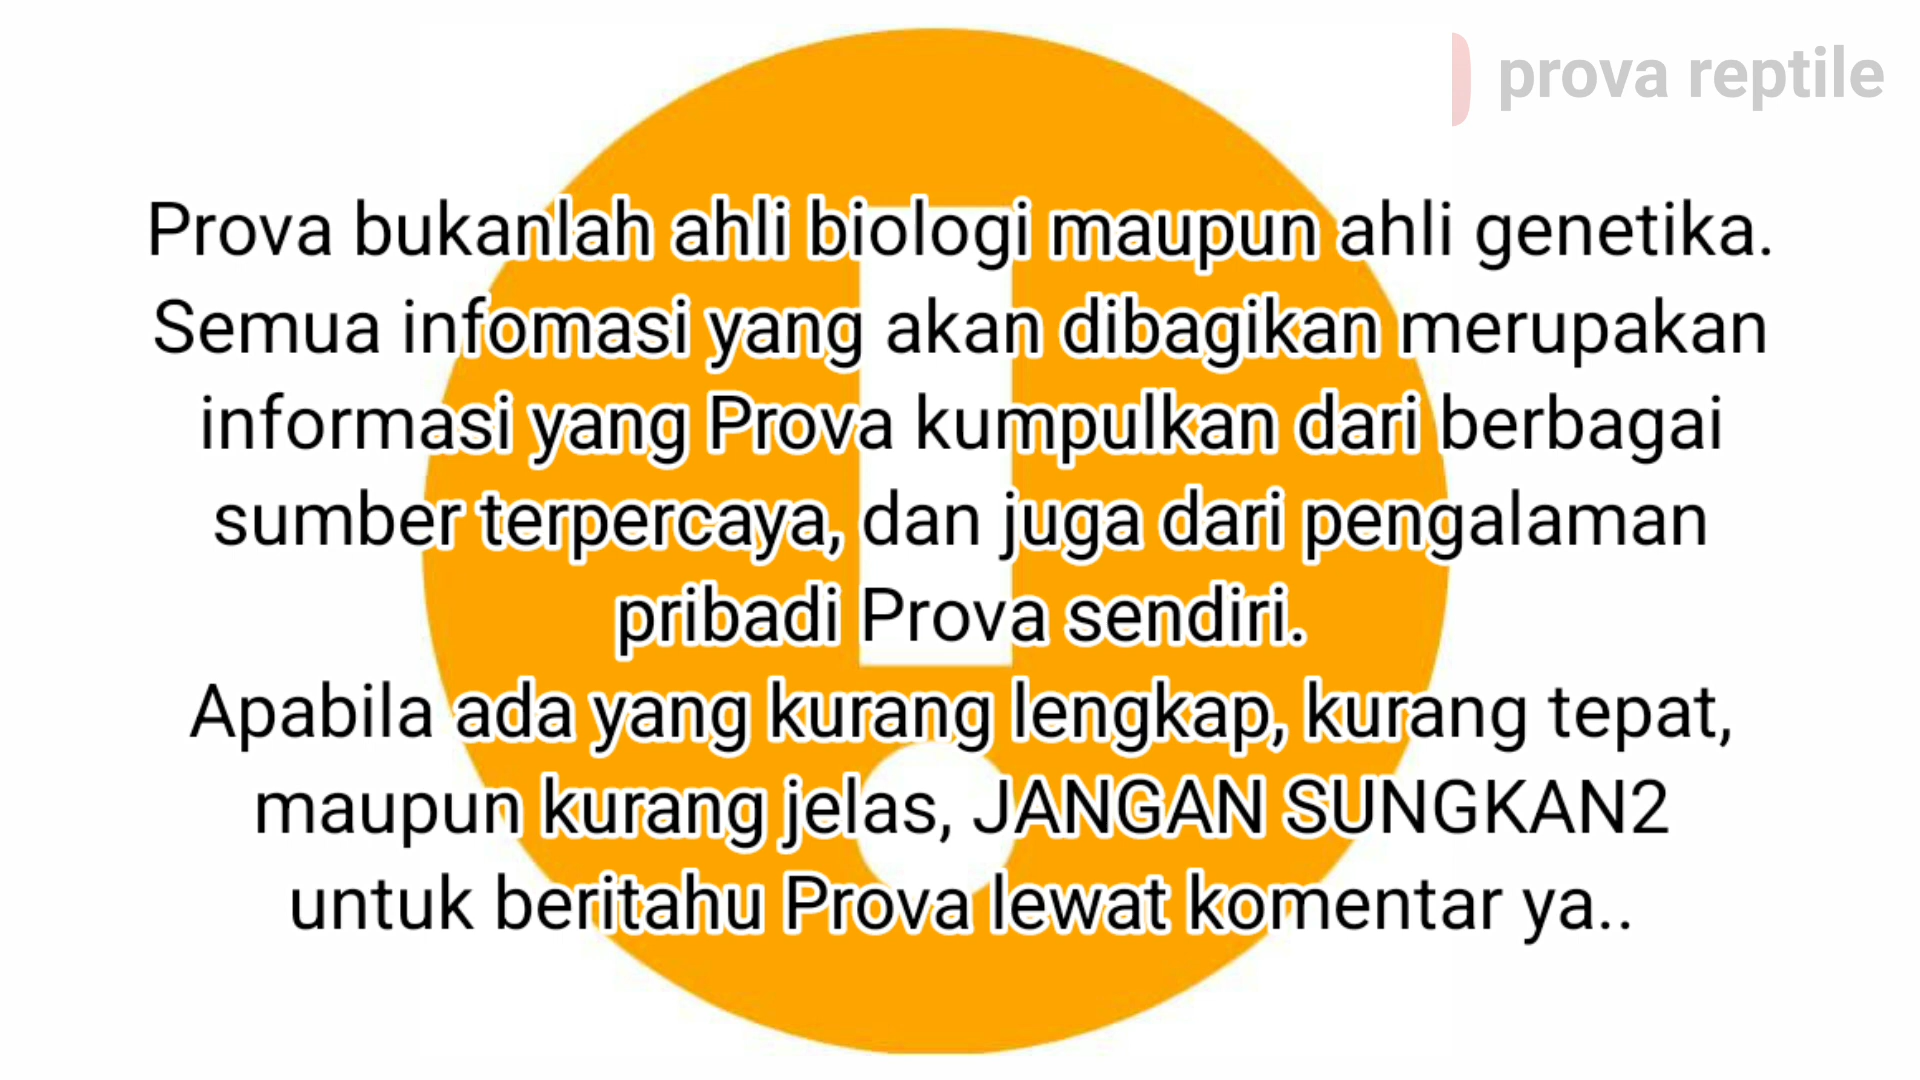 prova reptile
Prova bukanlah ahli biologi maupun ahli genetika.
Semua infomasi yang akan dibagikan merupakan
informasi yang Prova kumpulkan dari berbagai
sumber terpercaya, dan juga dari pengalaman
pribadi Prova sendiri.
Apabila ada yang kurang lengkap, kurang tepat,
maupun kurang jelas, JANGAN SUNGKAN2
untuk beritahu Prova lewat komentar ya..